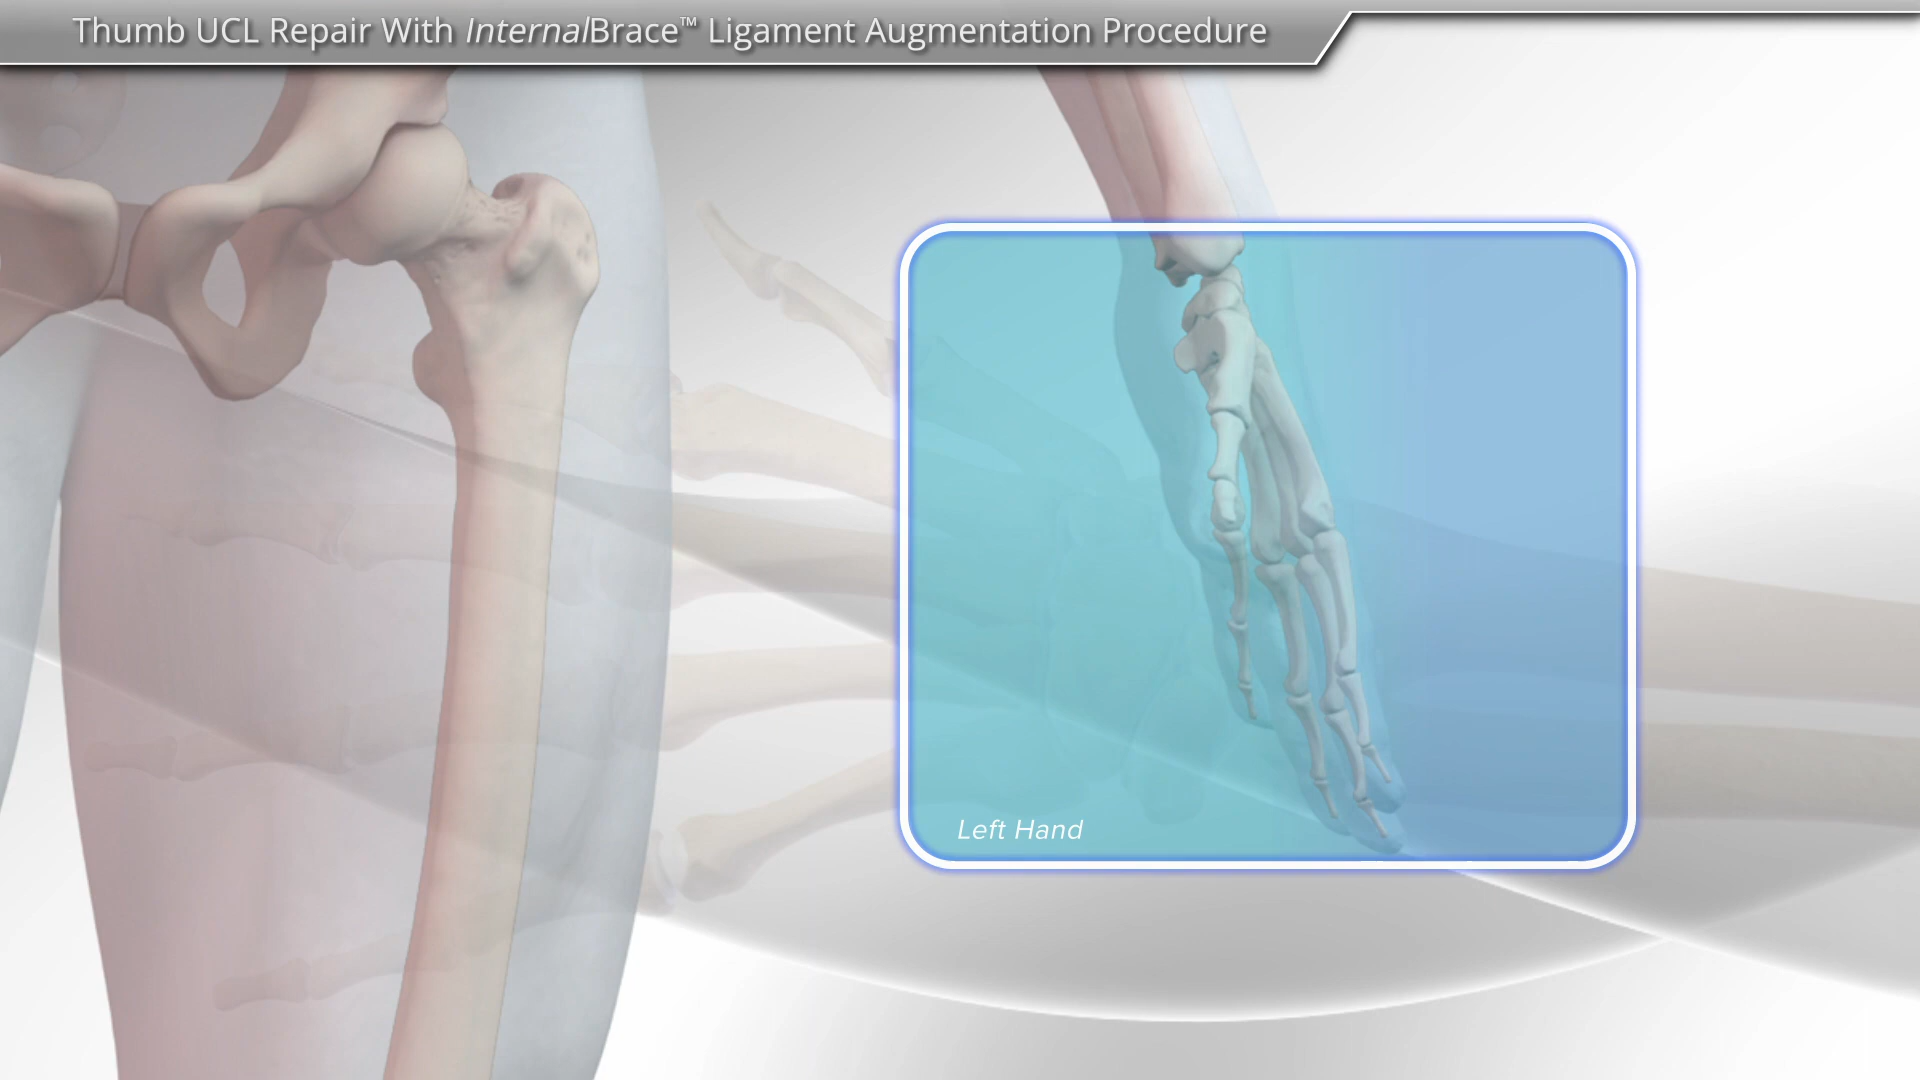 Thumb UCL Repair With InternalBrace™ Ligament Augmentation Procedure
Left Hand